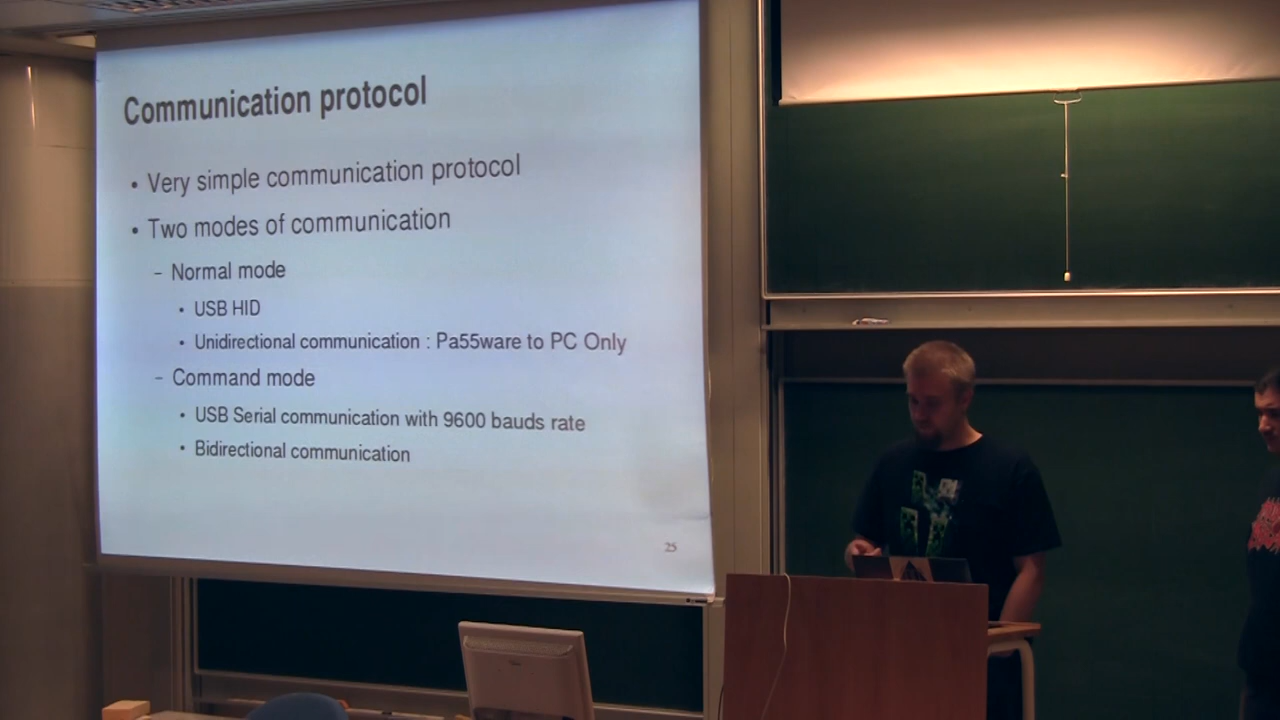 Communication protocol
• Very simple communication protocol
• Two modes of communication
– Normal mode
• USB HID
• Unidirectional communication : Pa55ware to PC Only
– Command mode
• USB Serial communication with 9600 bauds rate
• Bidirectional communication
25